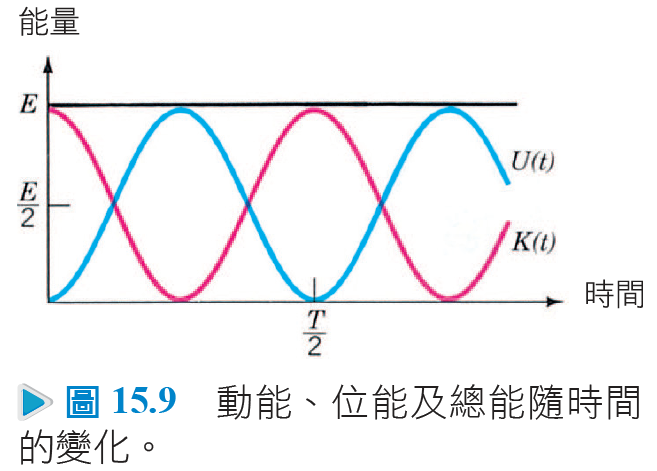 能量
E
E/2
U(t)
K(t)
時間
T/2
圖 15.9 動能、位能及總能隨時間
的變化。